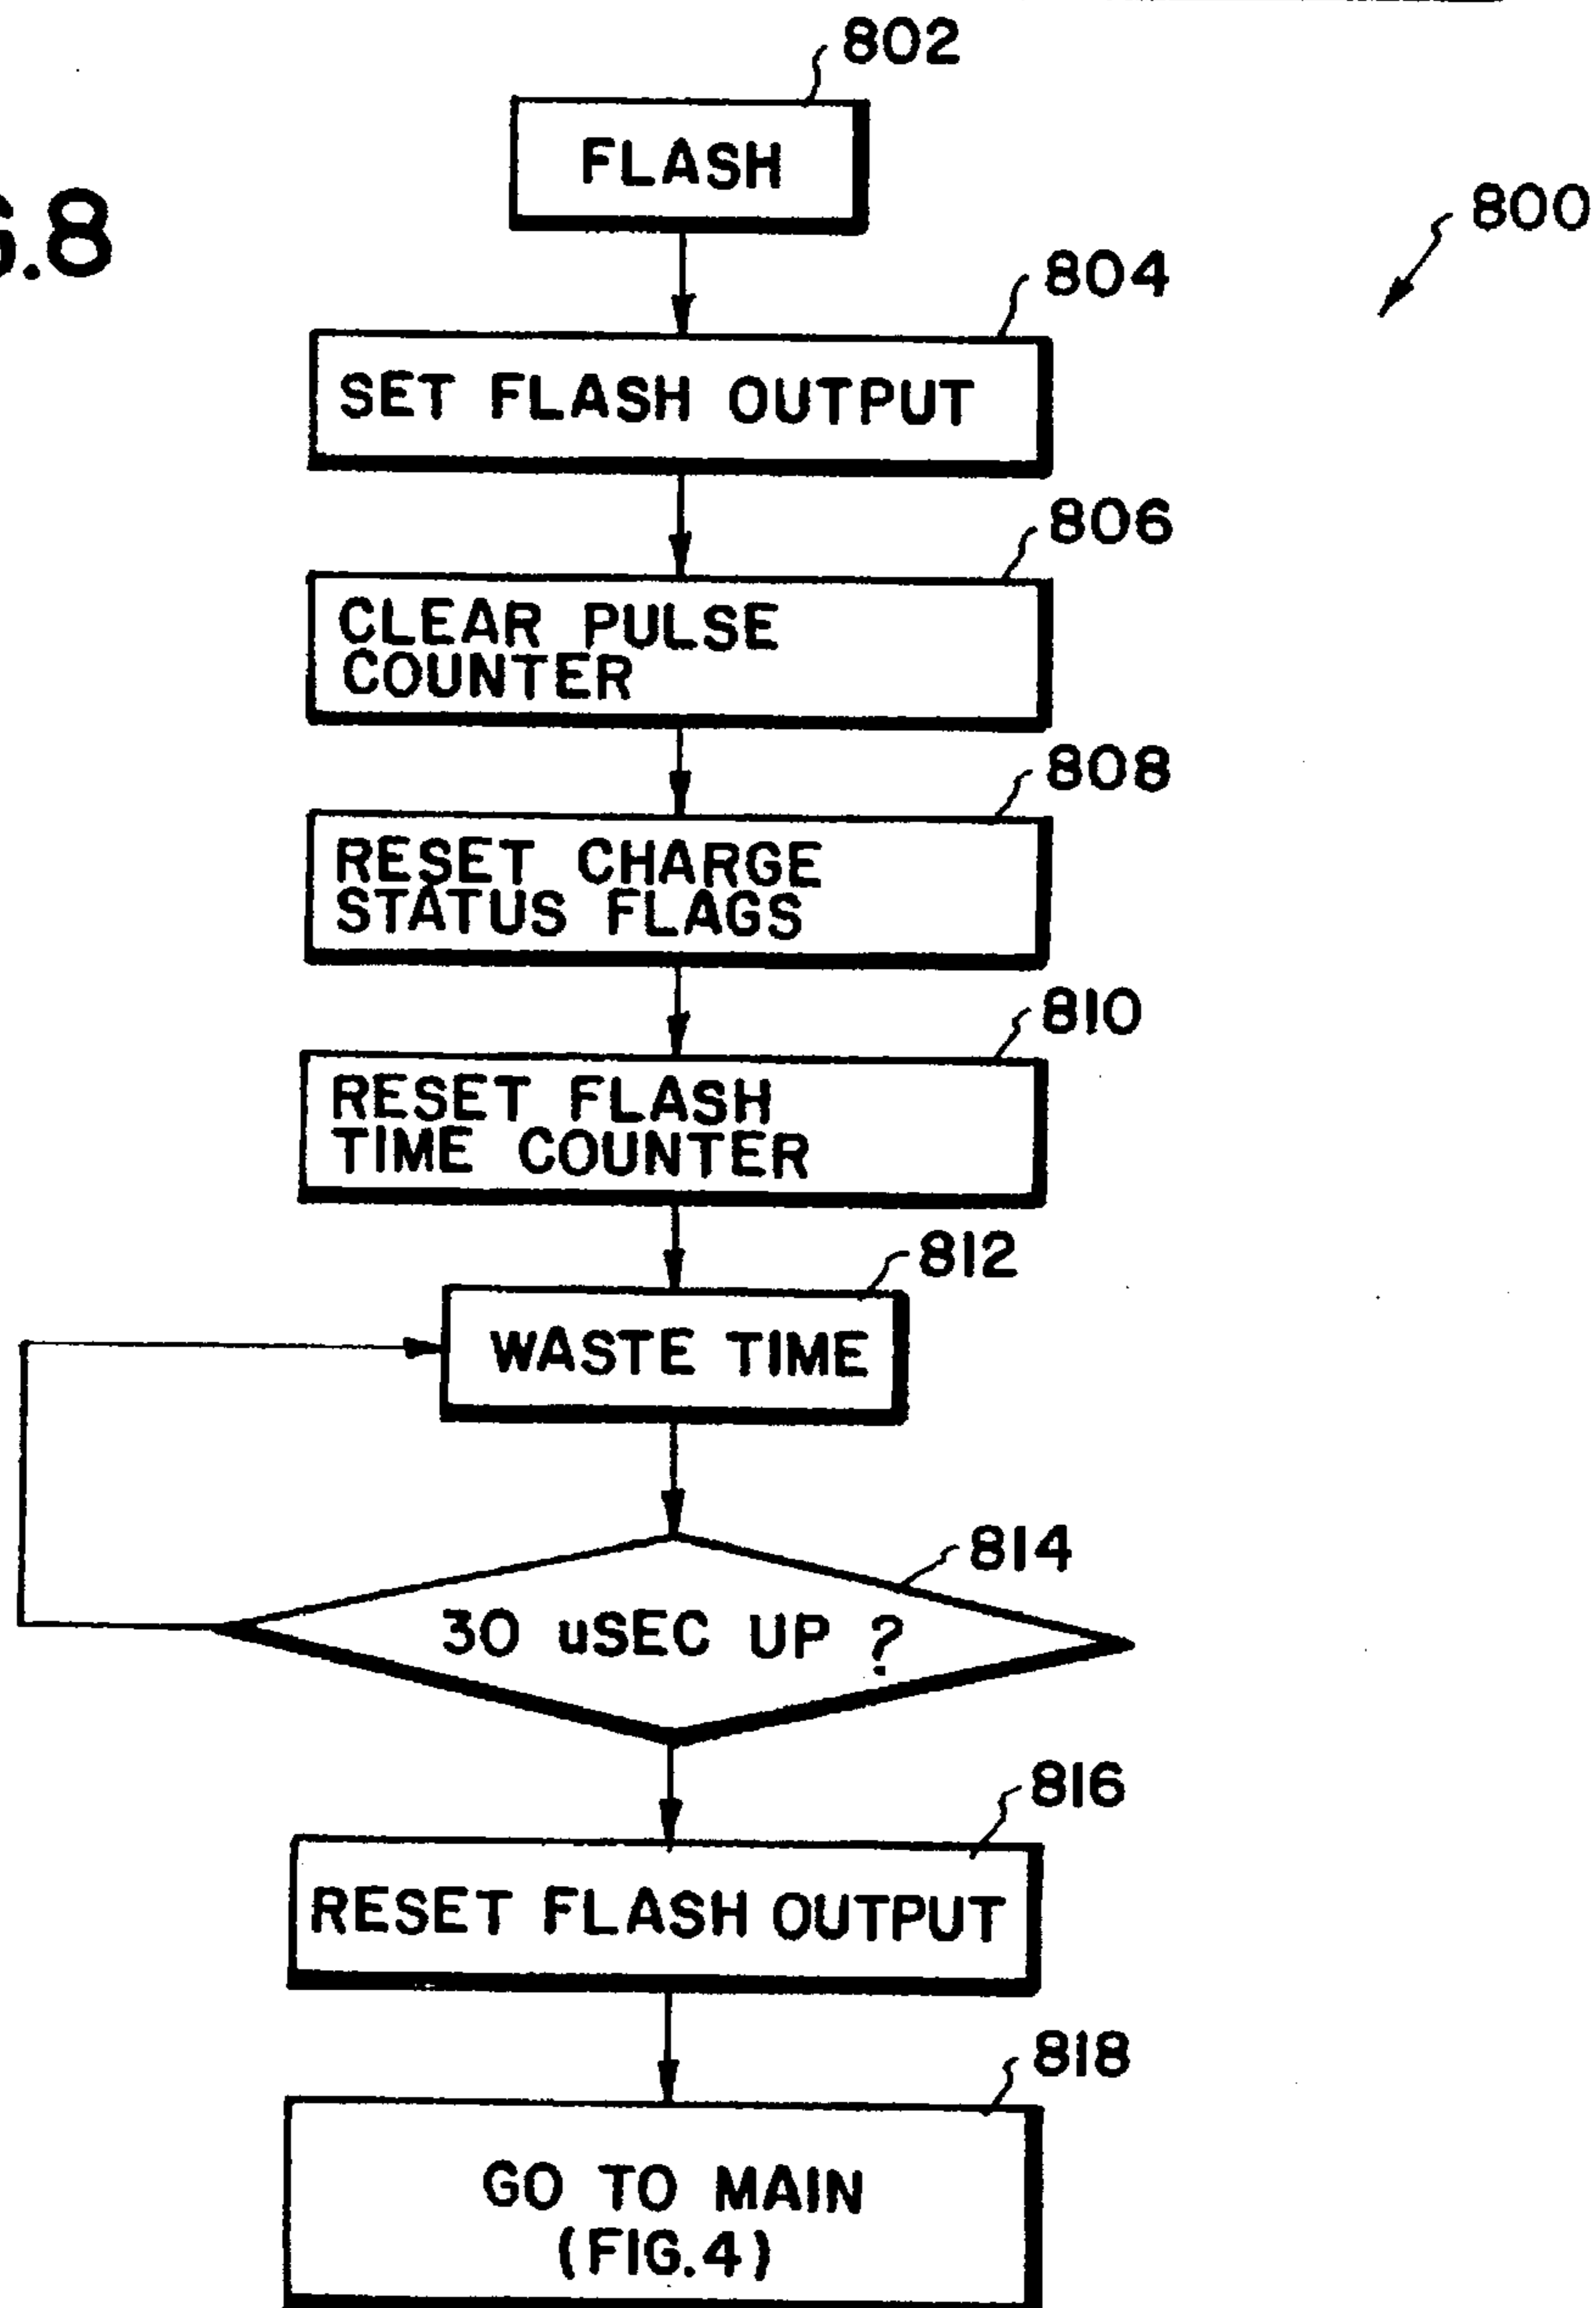 802
FLASH
.8
800
804
SET FLASH OUTPUT
806
CLEAR PULSE
COUNTER
808
RESET CHARGE
STATUS FLAGS
810
RESET FLASH
TIME COUNTER
812
WASTE TIME
814
30 uSEC UP ?
816
RESET FLASH OUTPUT
818
GO TO MAIN
(FIG.4)